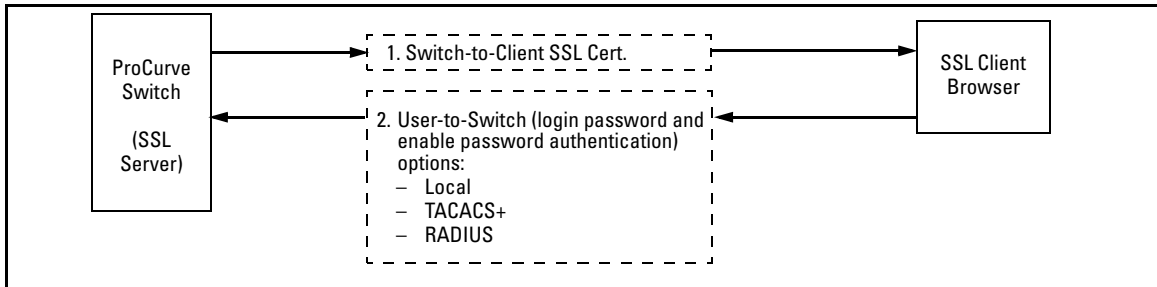 ProCurve
Switch
(SSL
Server)
1. Switch-to-Client SSL Cert.
2. User-to-Switch (login password and
enable password authentication)
options:
– Local
– TACACS+
– RADIUS
SSL Client
Browser